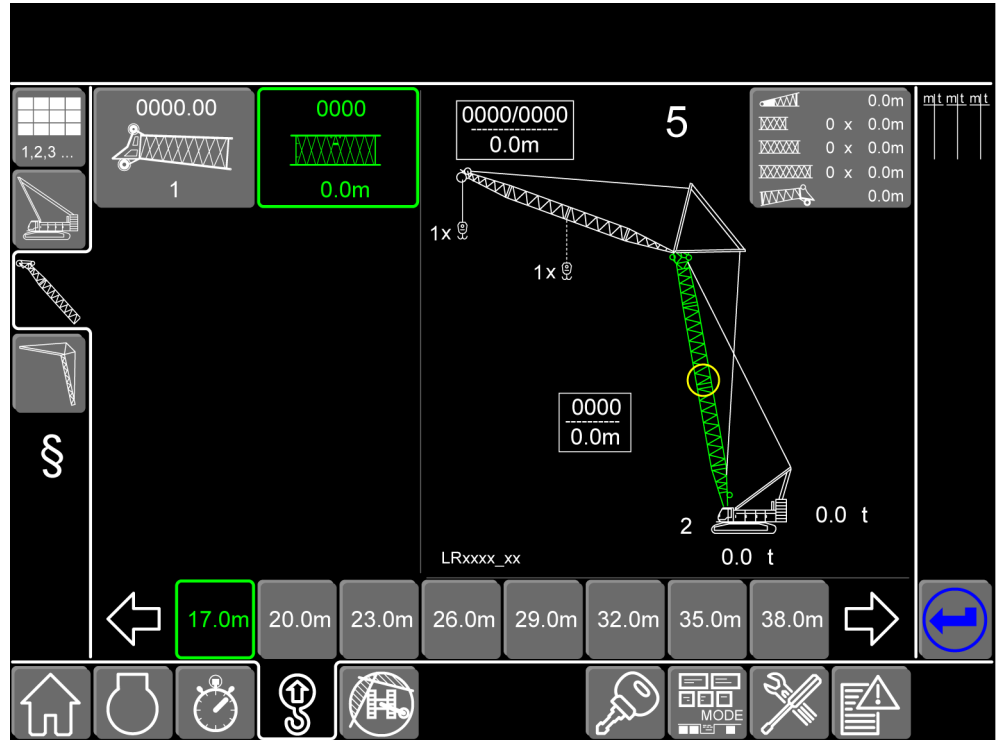 1,2,3 ...
0000.00
1
0000
0.0m
0000/0000
0.0m
5
0.0m
0 x 0.0m
0 x 0.0m
0 x 0.0m
0.0m
m t m t m t
1x
1x
0000
0.0m
§
2
0.0 t
0.0 t
LRxxxx_xx
17.0m 20.0m 23.0m 26.0m 29.0m 32.0m 35.0m 38.0m
MODE